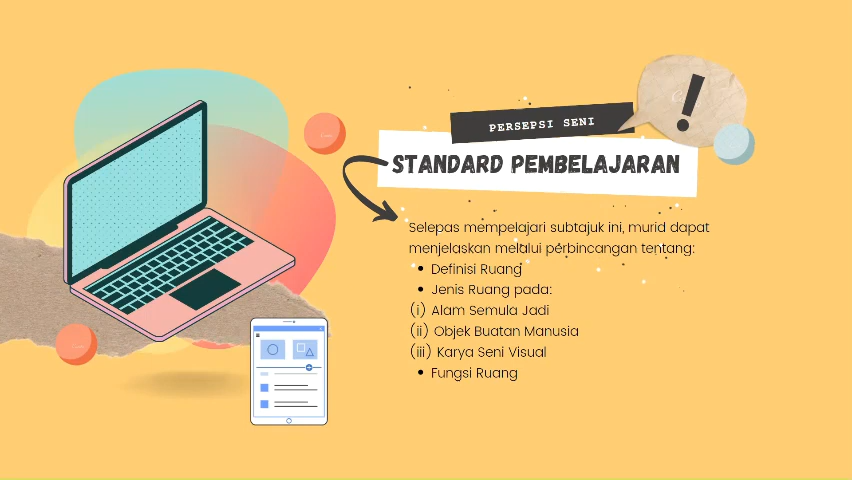 PERSEPSI SENI
STANDARD PEMBELAJARAN
Selepas mempelajari subtajuk ini, murid dapat
menjelaskan melalui perbincangan tentang:
• Definisi Ruang
• Jenis Ruang pada:
(i) Alam Semula Jadi
(ii) Objek Buatan Manusia
(iii) Karya Seni Visual
• Fungsi Ruang